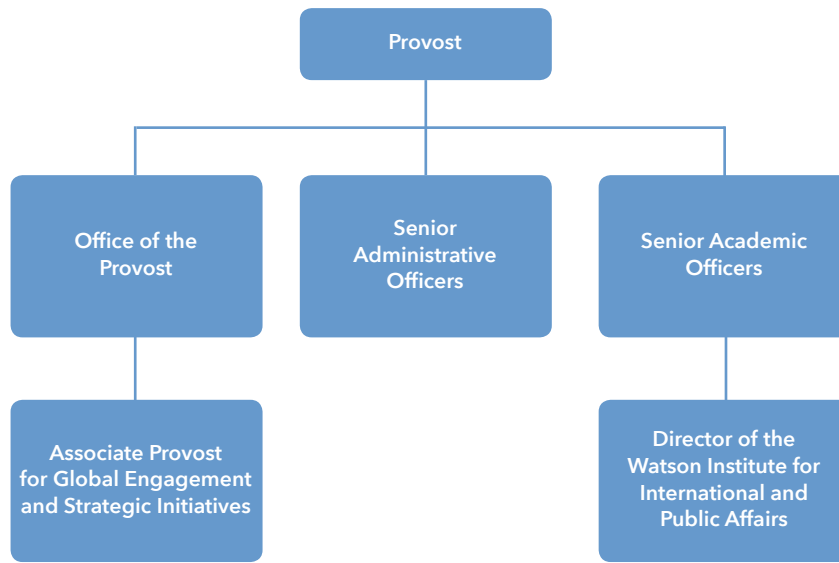 Provost
Office of the
Provost
Senior
Administrative
Officers
Senior Academic
Officers
Associate Provost
for Global Engagement
and Strategic Initiatives
Director of the
Watson Institute for
International and
Public Affairs